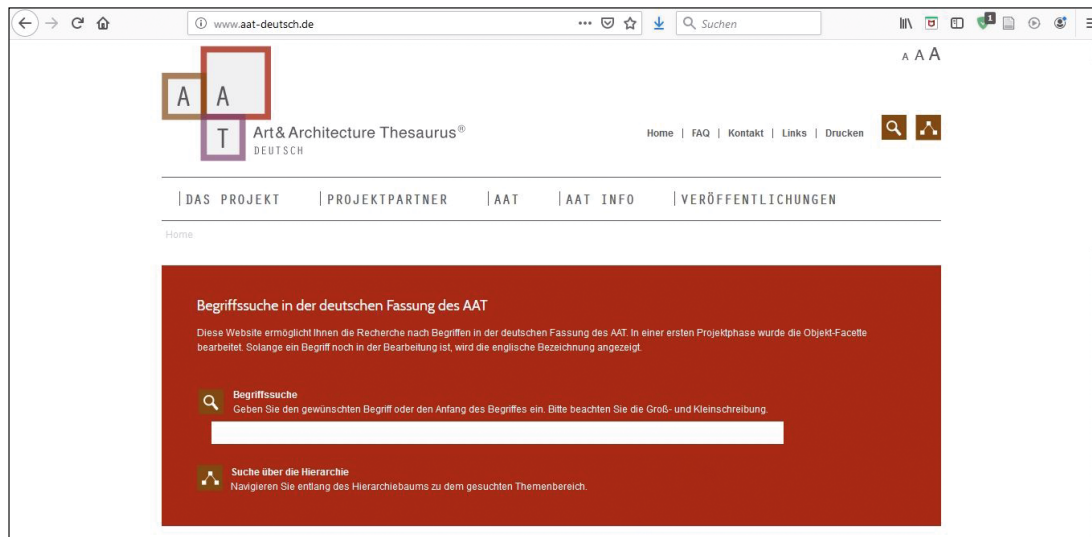 www.aat-deutsch.de
Suchen
1
A A A
A A
T Art & Architecture Thesaurus®
DEUTSCH
Home | FAQ | Kontakt | Links | Drucken
|DAS PROJEKT |PROJEKTPARTNER |AAT |AAT INFO |VERÖFFENTLICHUNGEN
Home
Begriffssuche in der deutschen Fassung des AAT
Diese Website ermöglicht Ihnen die Recherche nach Begriffen in der deutschen Fassung des AAT. In einer ersten Projektphase wurde die Objekt-Facette
bearbeitet. Solange ein Begriff noch in der Bearbeitung ist, wird die englische Bezeichnung angezeigt.
Begriffssuche
Geben Sie den gewünschten Begriff oder den Anfang des Begriffes ein. Bitte beachten Sie die Groß- und Kleinschreibung.
Suche über die Hierarchie
Navigieren Sie entlang des Hierarchiebaums zu dem gesuchten Themenbereich.